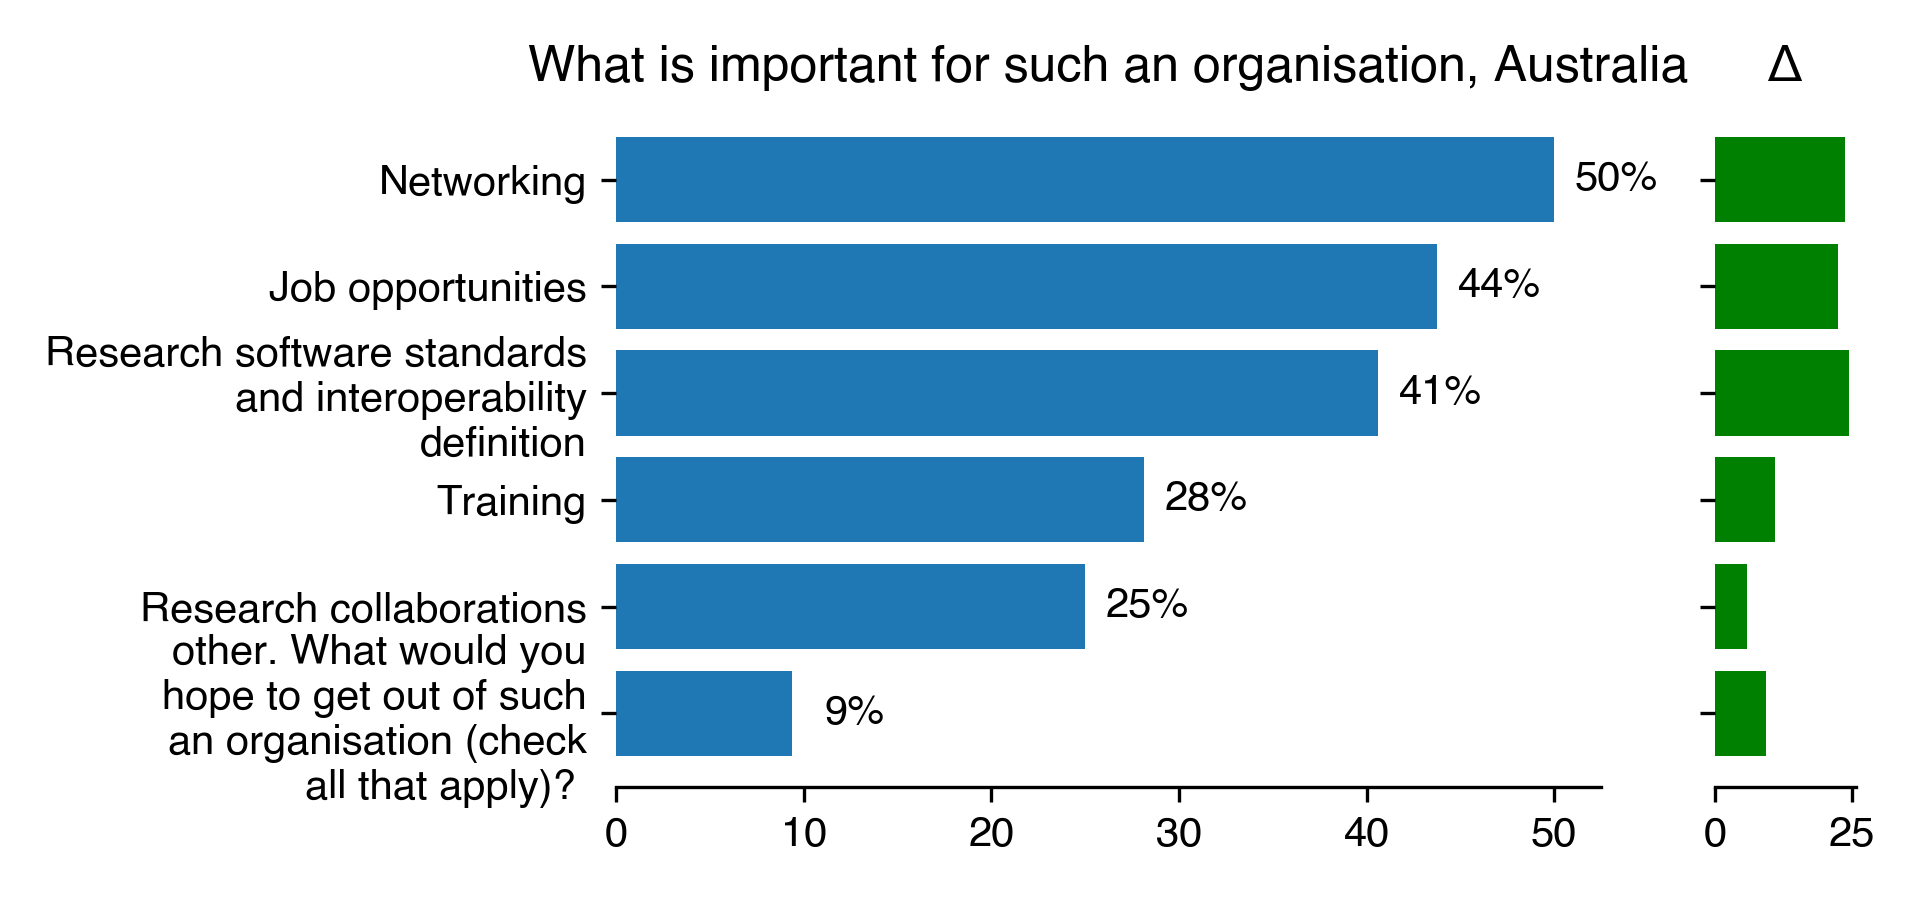 What is important for such an organisation, Australia
Δ
Networking
50%
Job opportunities
44%
Research software standards
and interoperability
definition
41%
Training
28%
Research collaborations
25%
other. What would you
hope to get out of such
an organisation (check
all that apply)?
9%
0 10 20 30 40 50
0 25